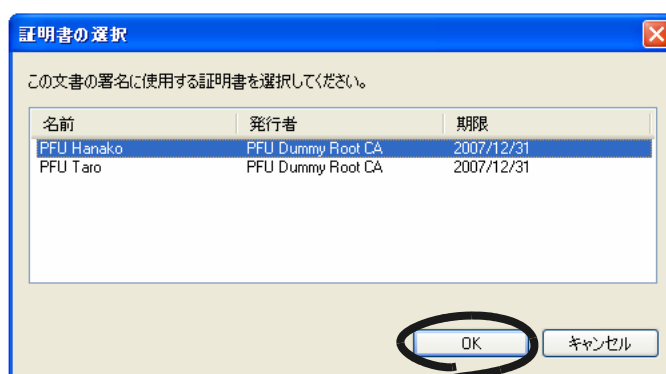 証明書の選択
この文書の署名に使用する証明書を選択してください。
名前 発行者 期限
PFU Hanako PFU Dummy Root CA 2007/12/31
PFU Taro PFU Dummy Root CA 2007/12/31
OK キャンセル